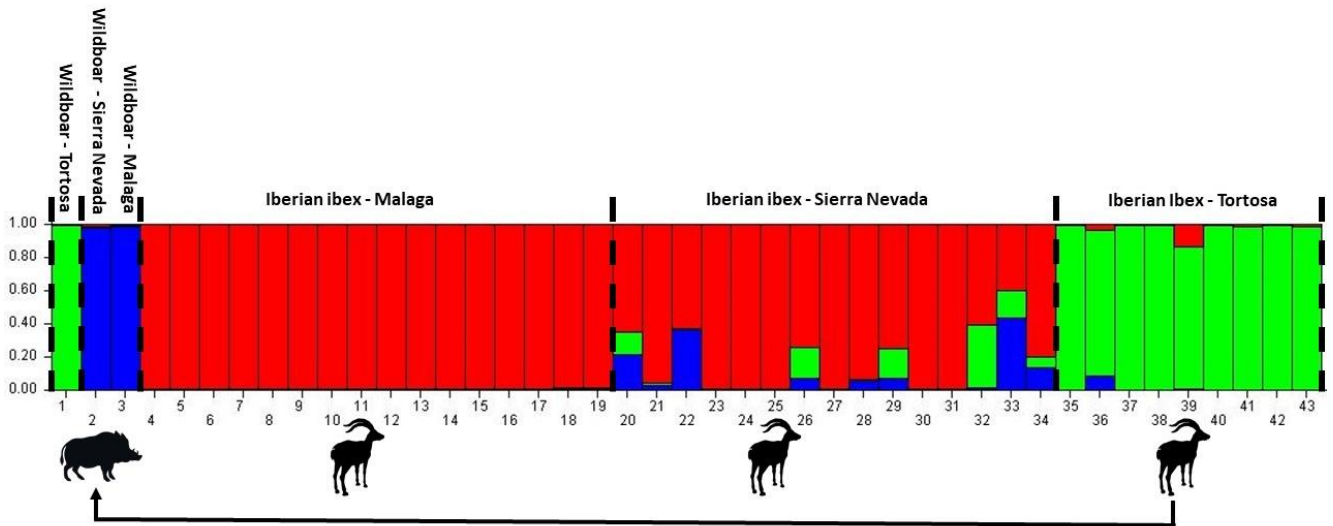 Wildboar - Tortosa
Wildboar - Sierra Nevada
Wildboar - Malaga
Iberian ibex - Malaga
Iberian ibex - Sierra Nevada
Iberian Ibex - Tortosa
1.00
0.80
0.60
0.40
0.20
0.00
1 3 5 7 9 11 13 15 17 19 21 23 25 27 29 31 33 35 37 39 41 43
2 4 6 8 10 12 14 16 18 20 22 24 26 28 30 32 34 36 38 40 42